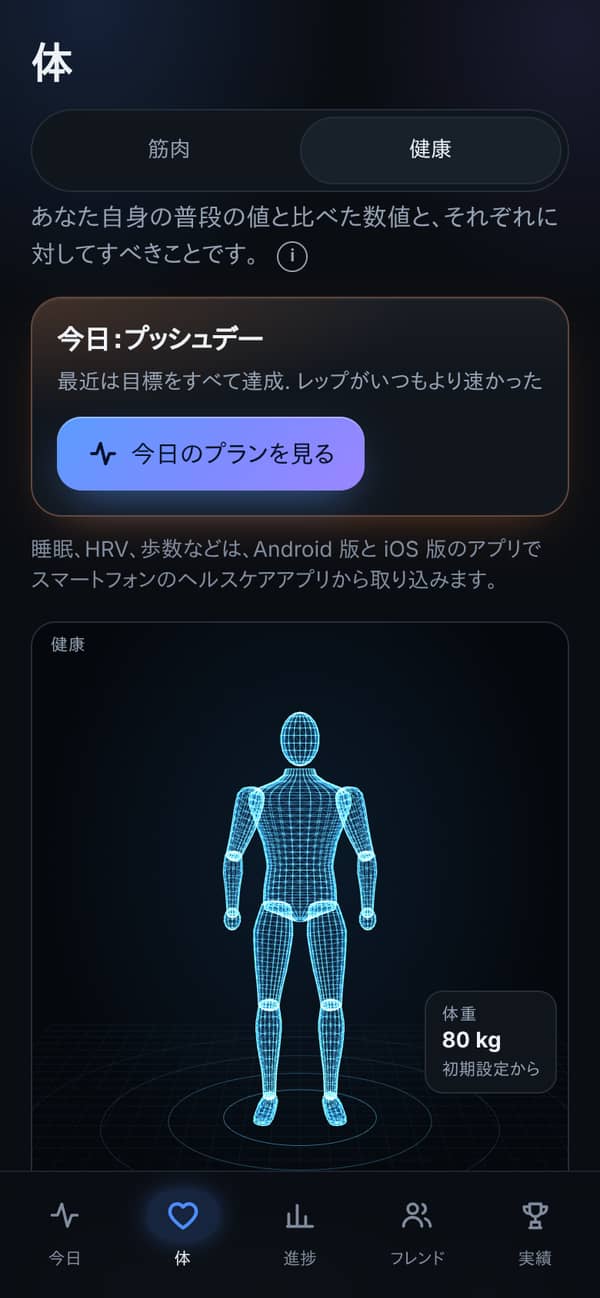 体
筋肉
健康
あなた自身の普段の値と比べた数値と、それぞれに
対してすべきことです。 i
今日：プッシュデー
最近は目標をすべて達成. レップがいつもより速かった
今日のプランを見る
睡眠、HRV、歩数などは、Android 版と iOS 版のアプリで
スマートフォンのヘルスケアアプリから取り込みます。
健康
体重
80 kg
初期設定から
今日
体
進捗
フレンド
実績